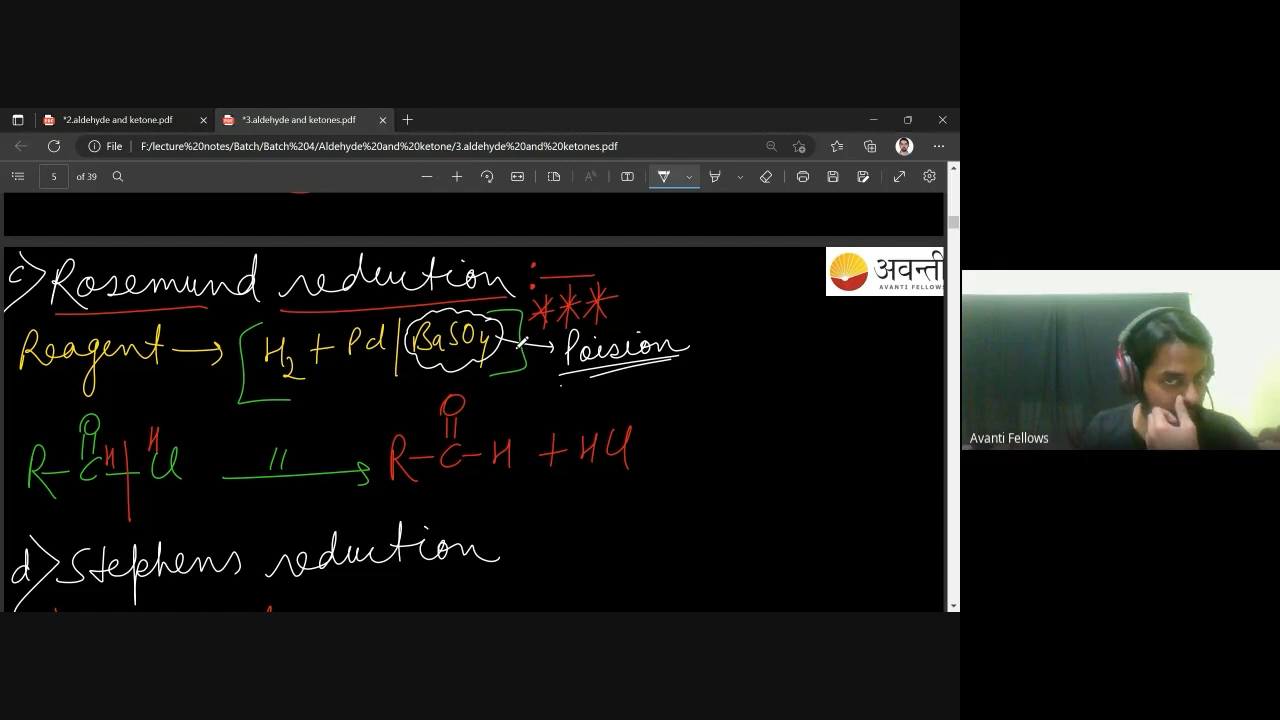 *2.aldehyde and ketone.pdf
*3.aldehyde and ketones.pdf
File
F:/lecture%20notes/Batch/Batch%204/Aldehyde%20and%20ketone/3.aldehyde%20and%20ketones.pdf
5 of 39
c) Rosemund reduction :—
***
अवन्ती
AVANTI FELLOWS
Reagent → [H2 + Pd|BaSO4] → Poision
O O
R-C-Cl → R-C-H + HCl
H H
d) Stephens reduction
Avanti Fellows